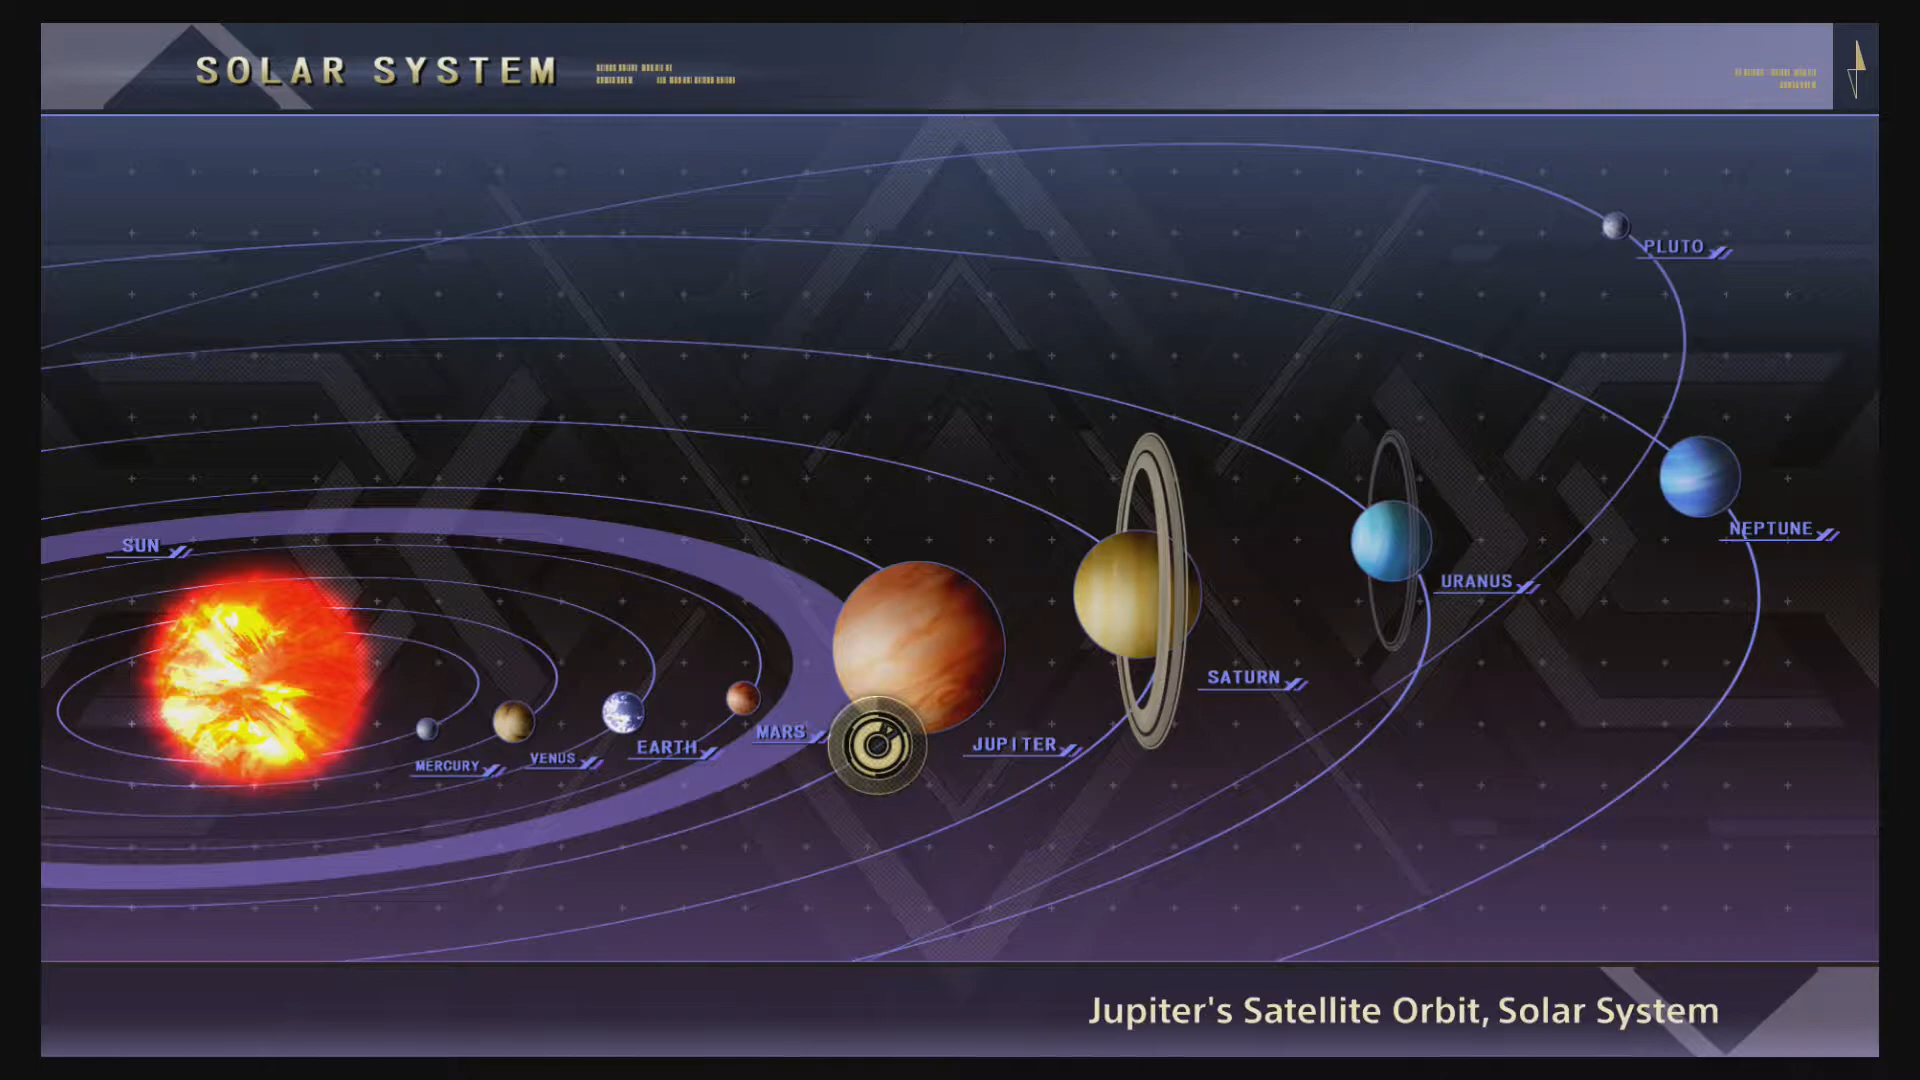 SOLAR SYSTEM
PLUTO
NEPTUNE
SUN
URANUS
SATURN
MARS
JUPITER
EARTH
VENUS
MERCURY
Jupiter's Satellite Orbit, Solar System